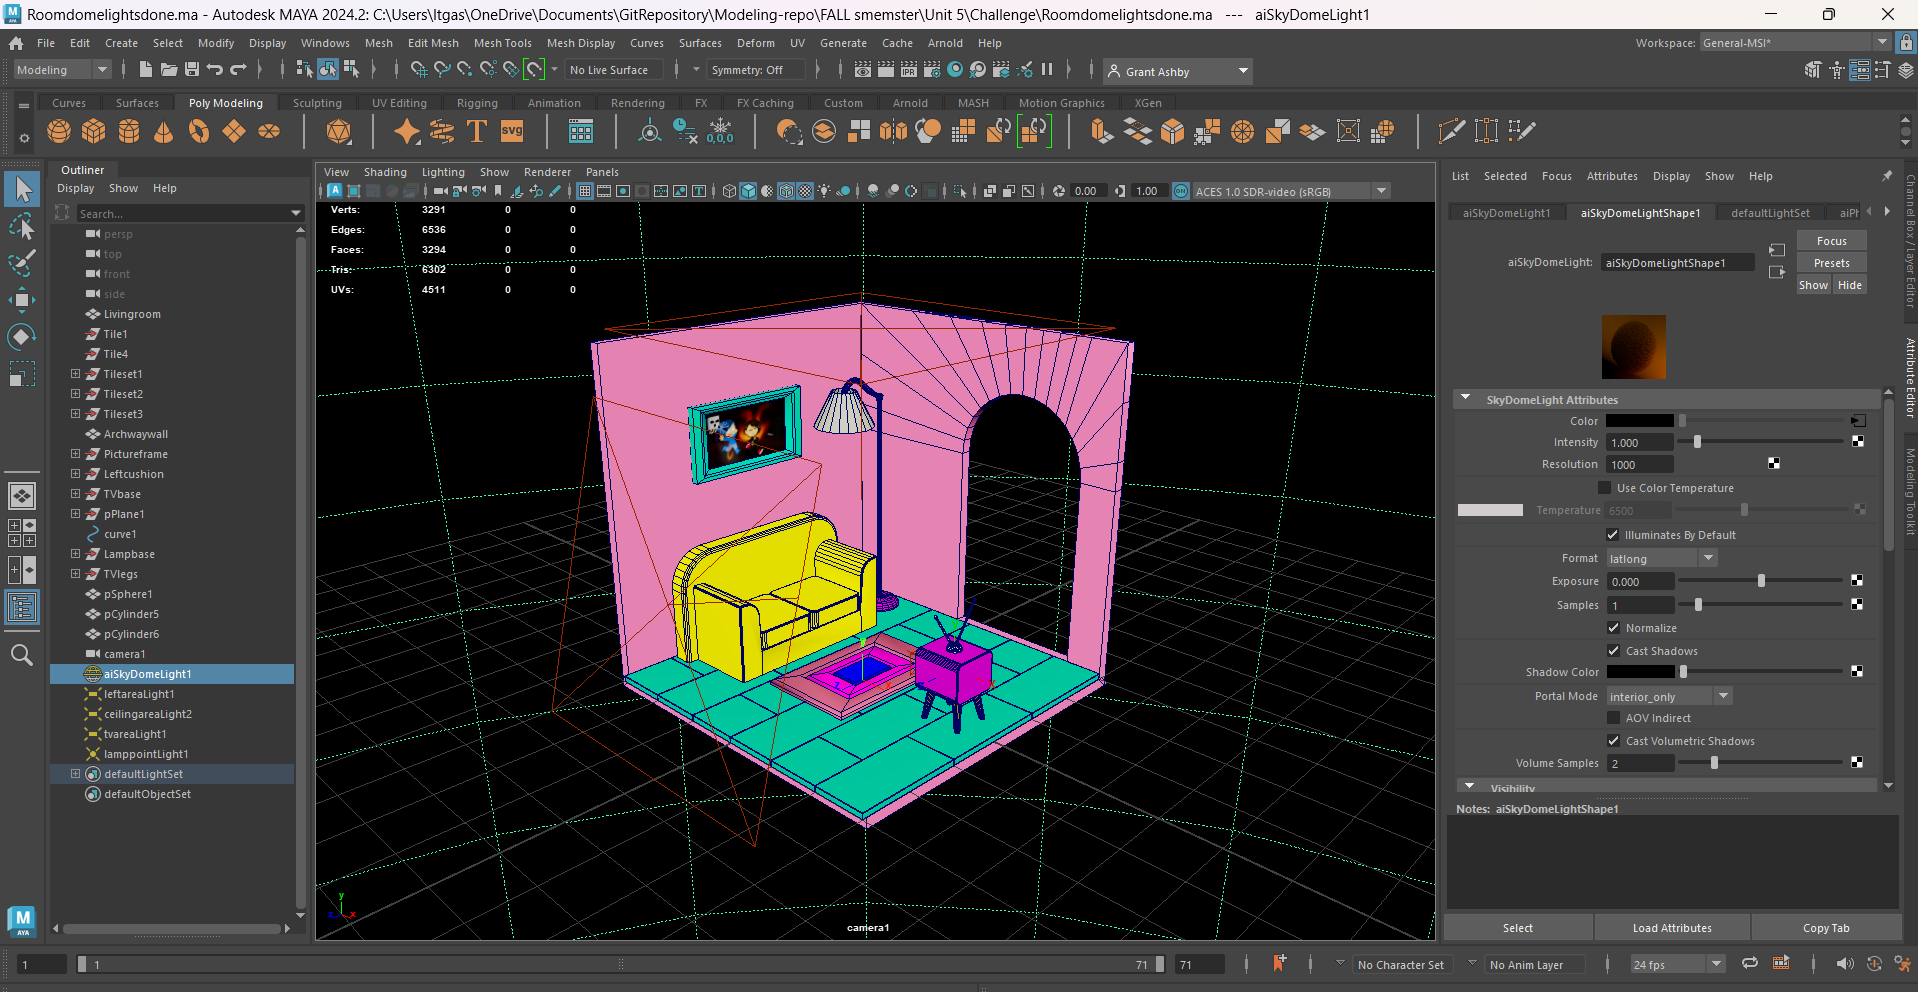 Roomdomelightsdone.ma - Autodesk MAYA 2024.2: C:\Users\ltgas\OneDrive\Documents\GitRepository\Modeling-repo\FALL smemster\Unit 5\Challenge\Roomdomelightsdone.ma --- aiSkyDomeLight1
File Edit Create Select Modify Display Windows Mesh Edit Mesh Mesh Tools Mesh Display Curves Surfaces Deform UV Generate Cache Arnold Help
Workspace: General-MSI*
Modeling No Live Surface Symmetry: Off IPR Grant Ashby
Curves Surfaces Poly Modeling Sculpting UV Editing Rigging Animation Rendering FX FX Caching Custom Arnold MASH Motion Graphics XGen
T SVG 0,0,0
Outliner
Display Show Help
Search...
persp
top
front
side
Livingroom
Tile1
Tile4
Tileset1
Tileset2
Tileset3
Archwaywall
Pictureframe
Leftcushion
TVbase
pPlane1
curve1
Lampbase
TVlegs
pSphere1
pCylinder5
pCylinder6
camera1
aiSkyDomeLight1
leftareaLight1
ceilingareaLight2
tvareaLight1
lamppointLight1
defaultLightSet
defaultObjectSet
View Shading Lighting Show Renderer Panels
0.00 1.00 ON ACES 1.0 SDR-video (sRGB)
Verts: 3291 0 0
Edges: 6536 0 0
Faces: 3294 0 0
Tris: 6302 0 0
UVs: 4511 0 0
y
z x
camera1
List Selected Focus Attributes Display Show Help
aiSkyDomeLight1 aiSkyDomeLightShape1 defaultLightSet aiPh
aiSkyDomeLight: aiSkyDomeLightShape1
Focus
Presets
Show Hide
SkyDomeLight Attributes
Color
Intensity 1.000
Resolution 1000
Use Color Temperature
Temperature 6500
Illuminates By Default
Format latlong
Exposure 0.000
Samples 1
Normalize
Cast Shadows
Shadow Color
Portal Mode interior_only
AOV Indirect
Cast Volumetric Shadows
Volume Samples 2
Visibility
Notes: aiSkyDomeLightShape1
Select Load Attributes Copy Tab
Channel Box / Layer Editor
Attribute Editor
Modeling Toolkit
M
AYA
1 1 71 71 No Character Set No Anim Layer 24 fps